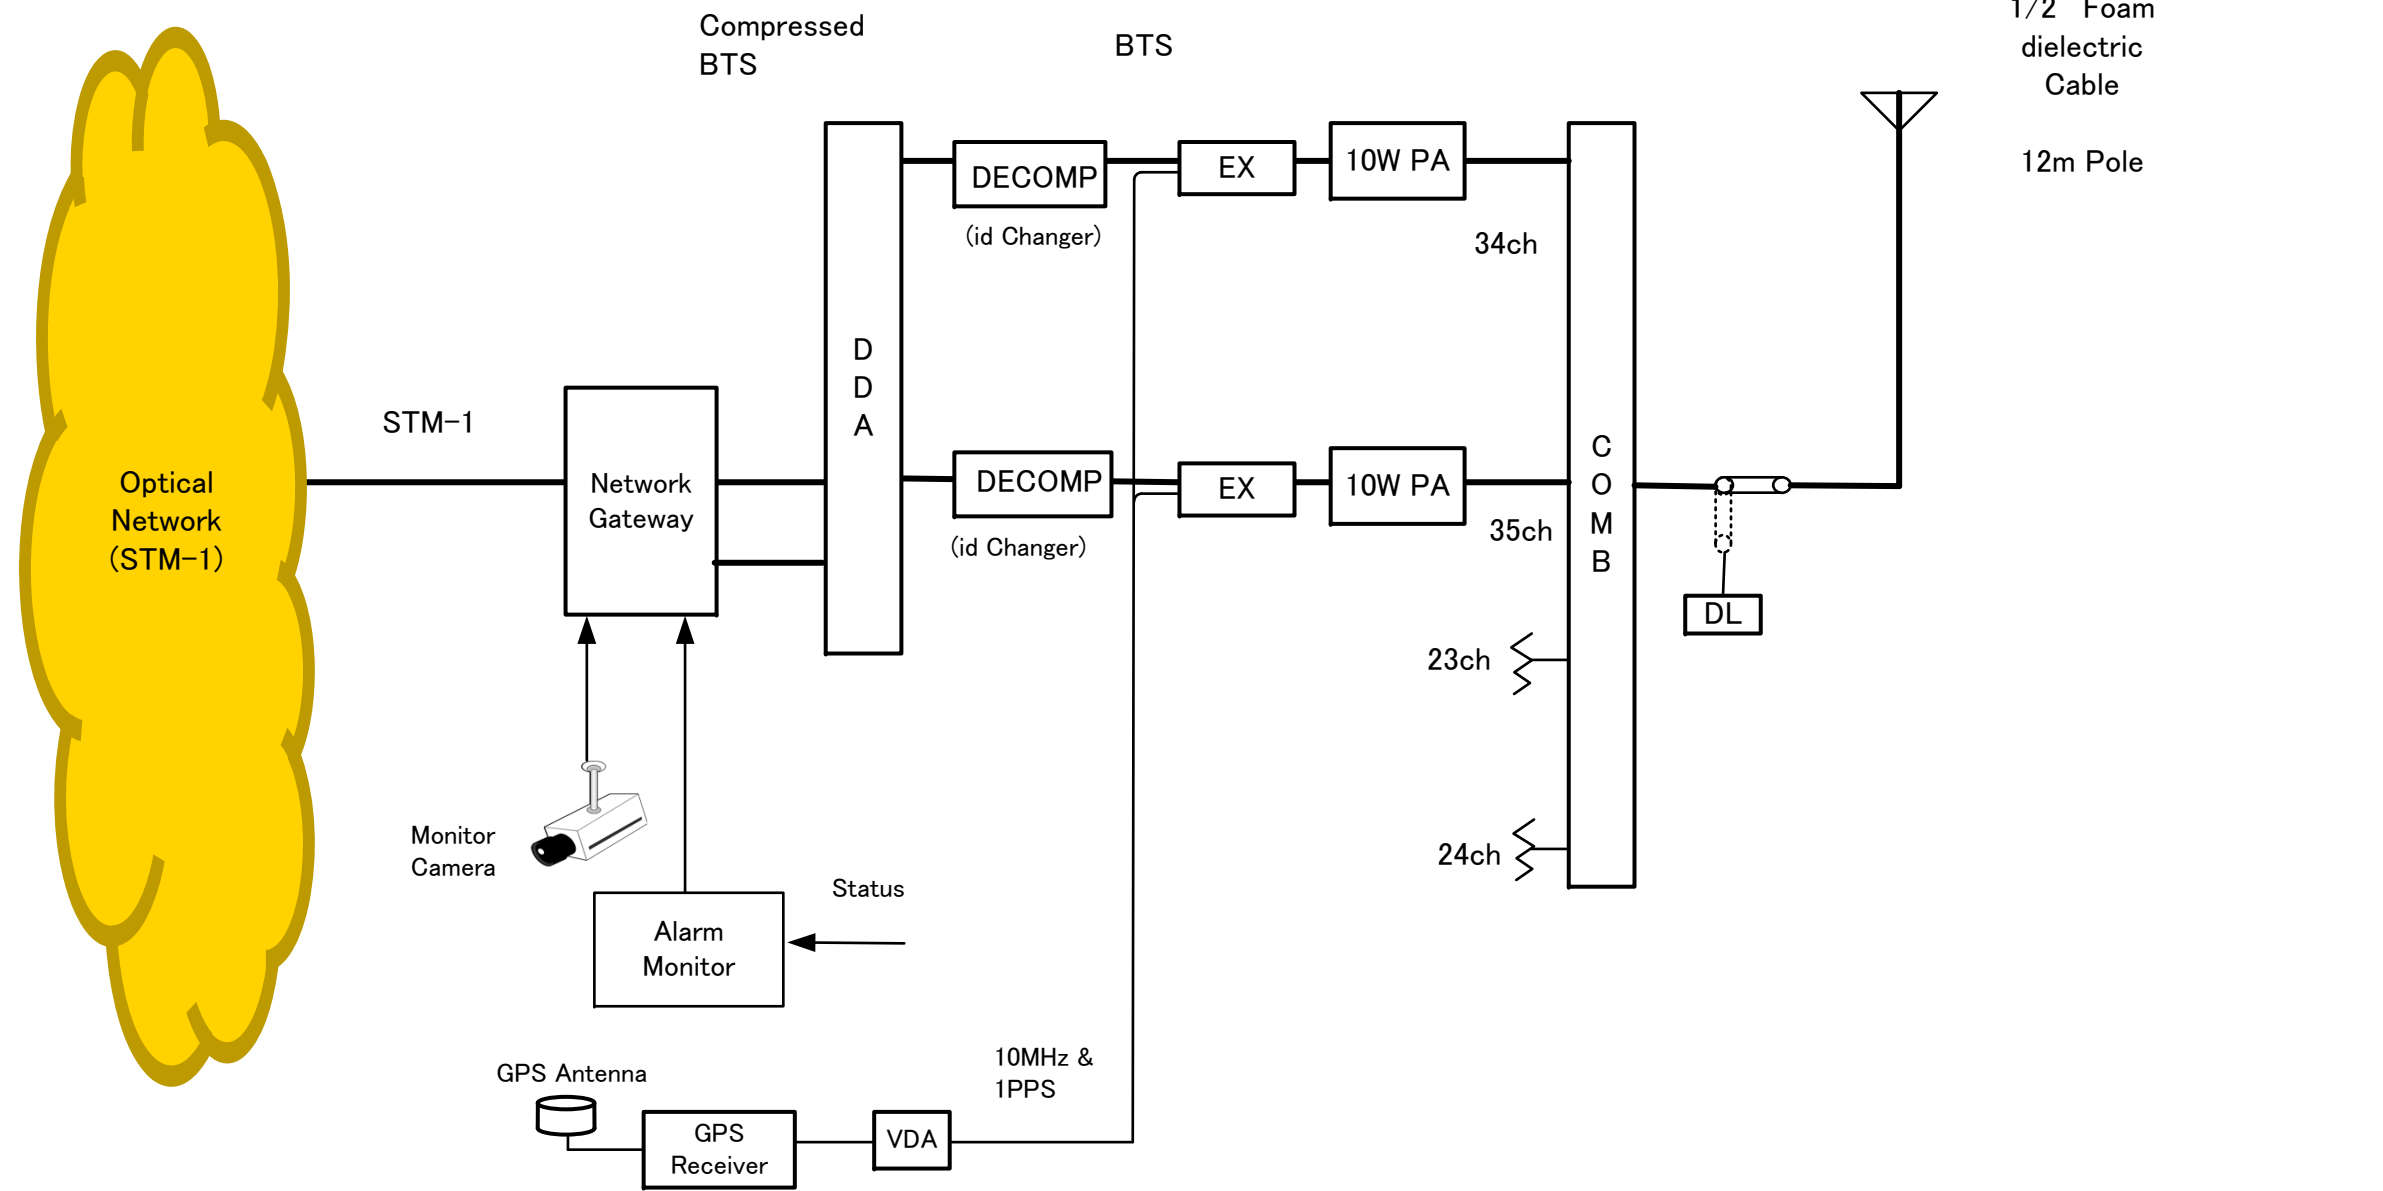 Compressed
BTS
BTS
1/2" Foam
dielectric
Cable
12m Pole
DECOMP
(id Changer)
EX
10W PA
34ch
D
D
A
STM-1
Optical
Network
(STM-1)
Network
Gateway
DECOMP
(id Changer)
EX
10W PA
35ch
C
O
M
B
DL
23ch
24ch
Monitor
Camera
Status
Alarm
Monitor
10MHz &
1PPS
GPS Antenna
GPS
Receiver
VDA